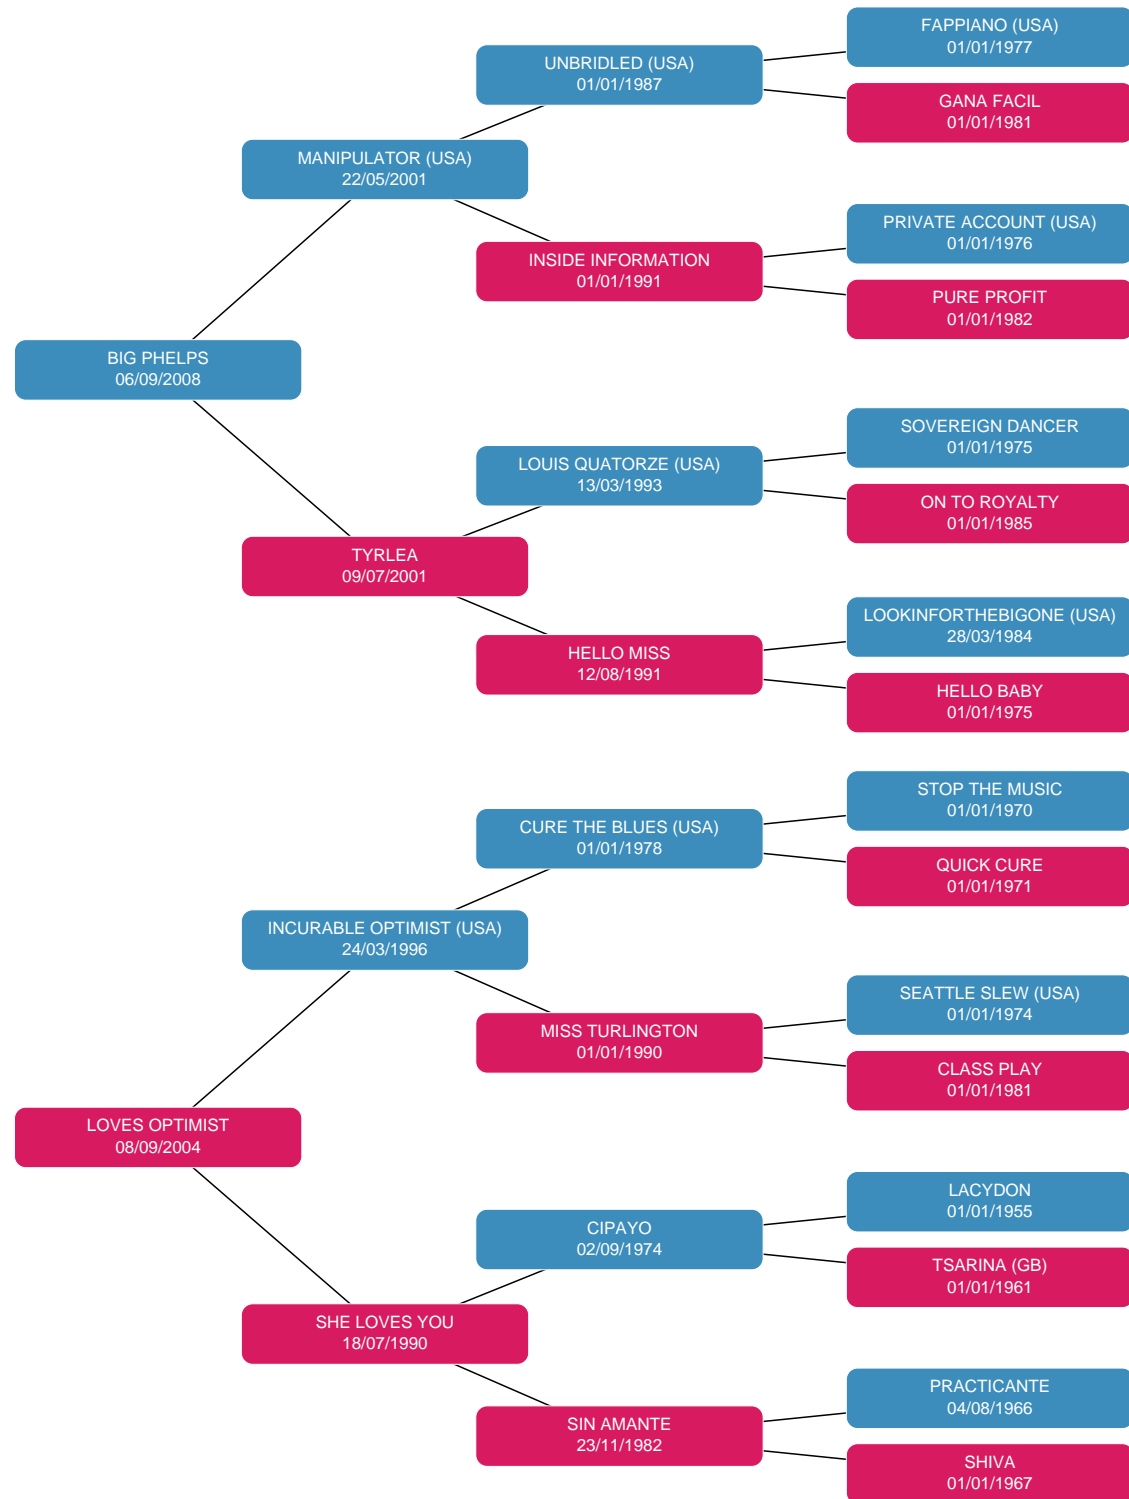 FAPPIANO (USA)
01/01/1977
UNBRIDLED (USA)
01/01/1987
GANA FACIL
01/01/1981
MANIPULATOR (USA)
22/05/2001
PRIVATE ACCOUNT (USA)
01/01/1976
INSIDE INFORMATION
01/01/1991
PURE PROFIT
01/01/1982
BIG PHELPS
06/09/2008
SOVEREIGN DANCER
01/01/1975
LOUIS QUATORZE (USA)
13/03/1993
ON TO ROYALTY
01/01/1985
TYRLEA
09/07/2001
LOOKINFORTHEBIGONE (USA)
28/03/1984
HELLO MISS
12/08/1991
HELLO BABY
01/01/1975
STOP THE MUSIC
01/01/1970
CURE THE BLUES (USA)
01/01/1978
QUICK CURE
01/01/1971
INCURABLE OPTIMIST (USA)
24/03/1996
SEATTLE SLEW (USA)
01/01/1974
MISS TURLINGTON
01/01/1990
CLASS PLAY
01/01/1981
LOVES OPTIMIST
08/09/2004
LACYDON
01/01/1955
CIPAYO
02/09/1974
TSARINA (GB)
01/01/1961
SHE LOVES YOU
18/07/1990
PRACTICANTE
04/08/1966
SIN AMANTE
23/11/1982
SHIVA
01/01/1967